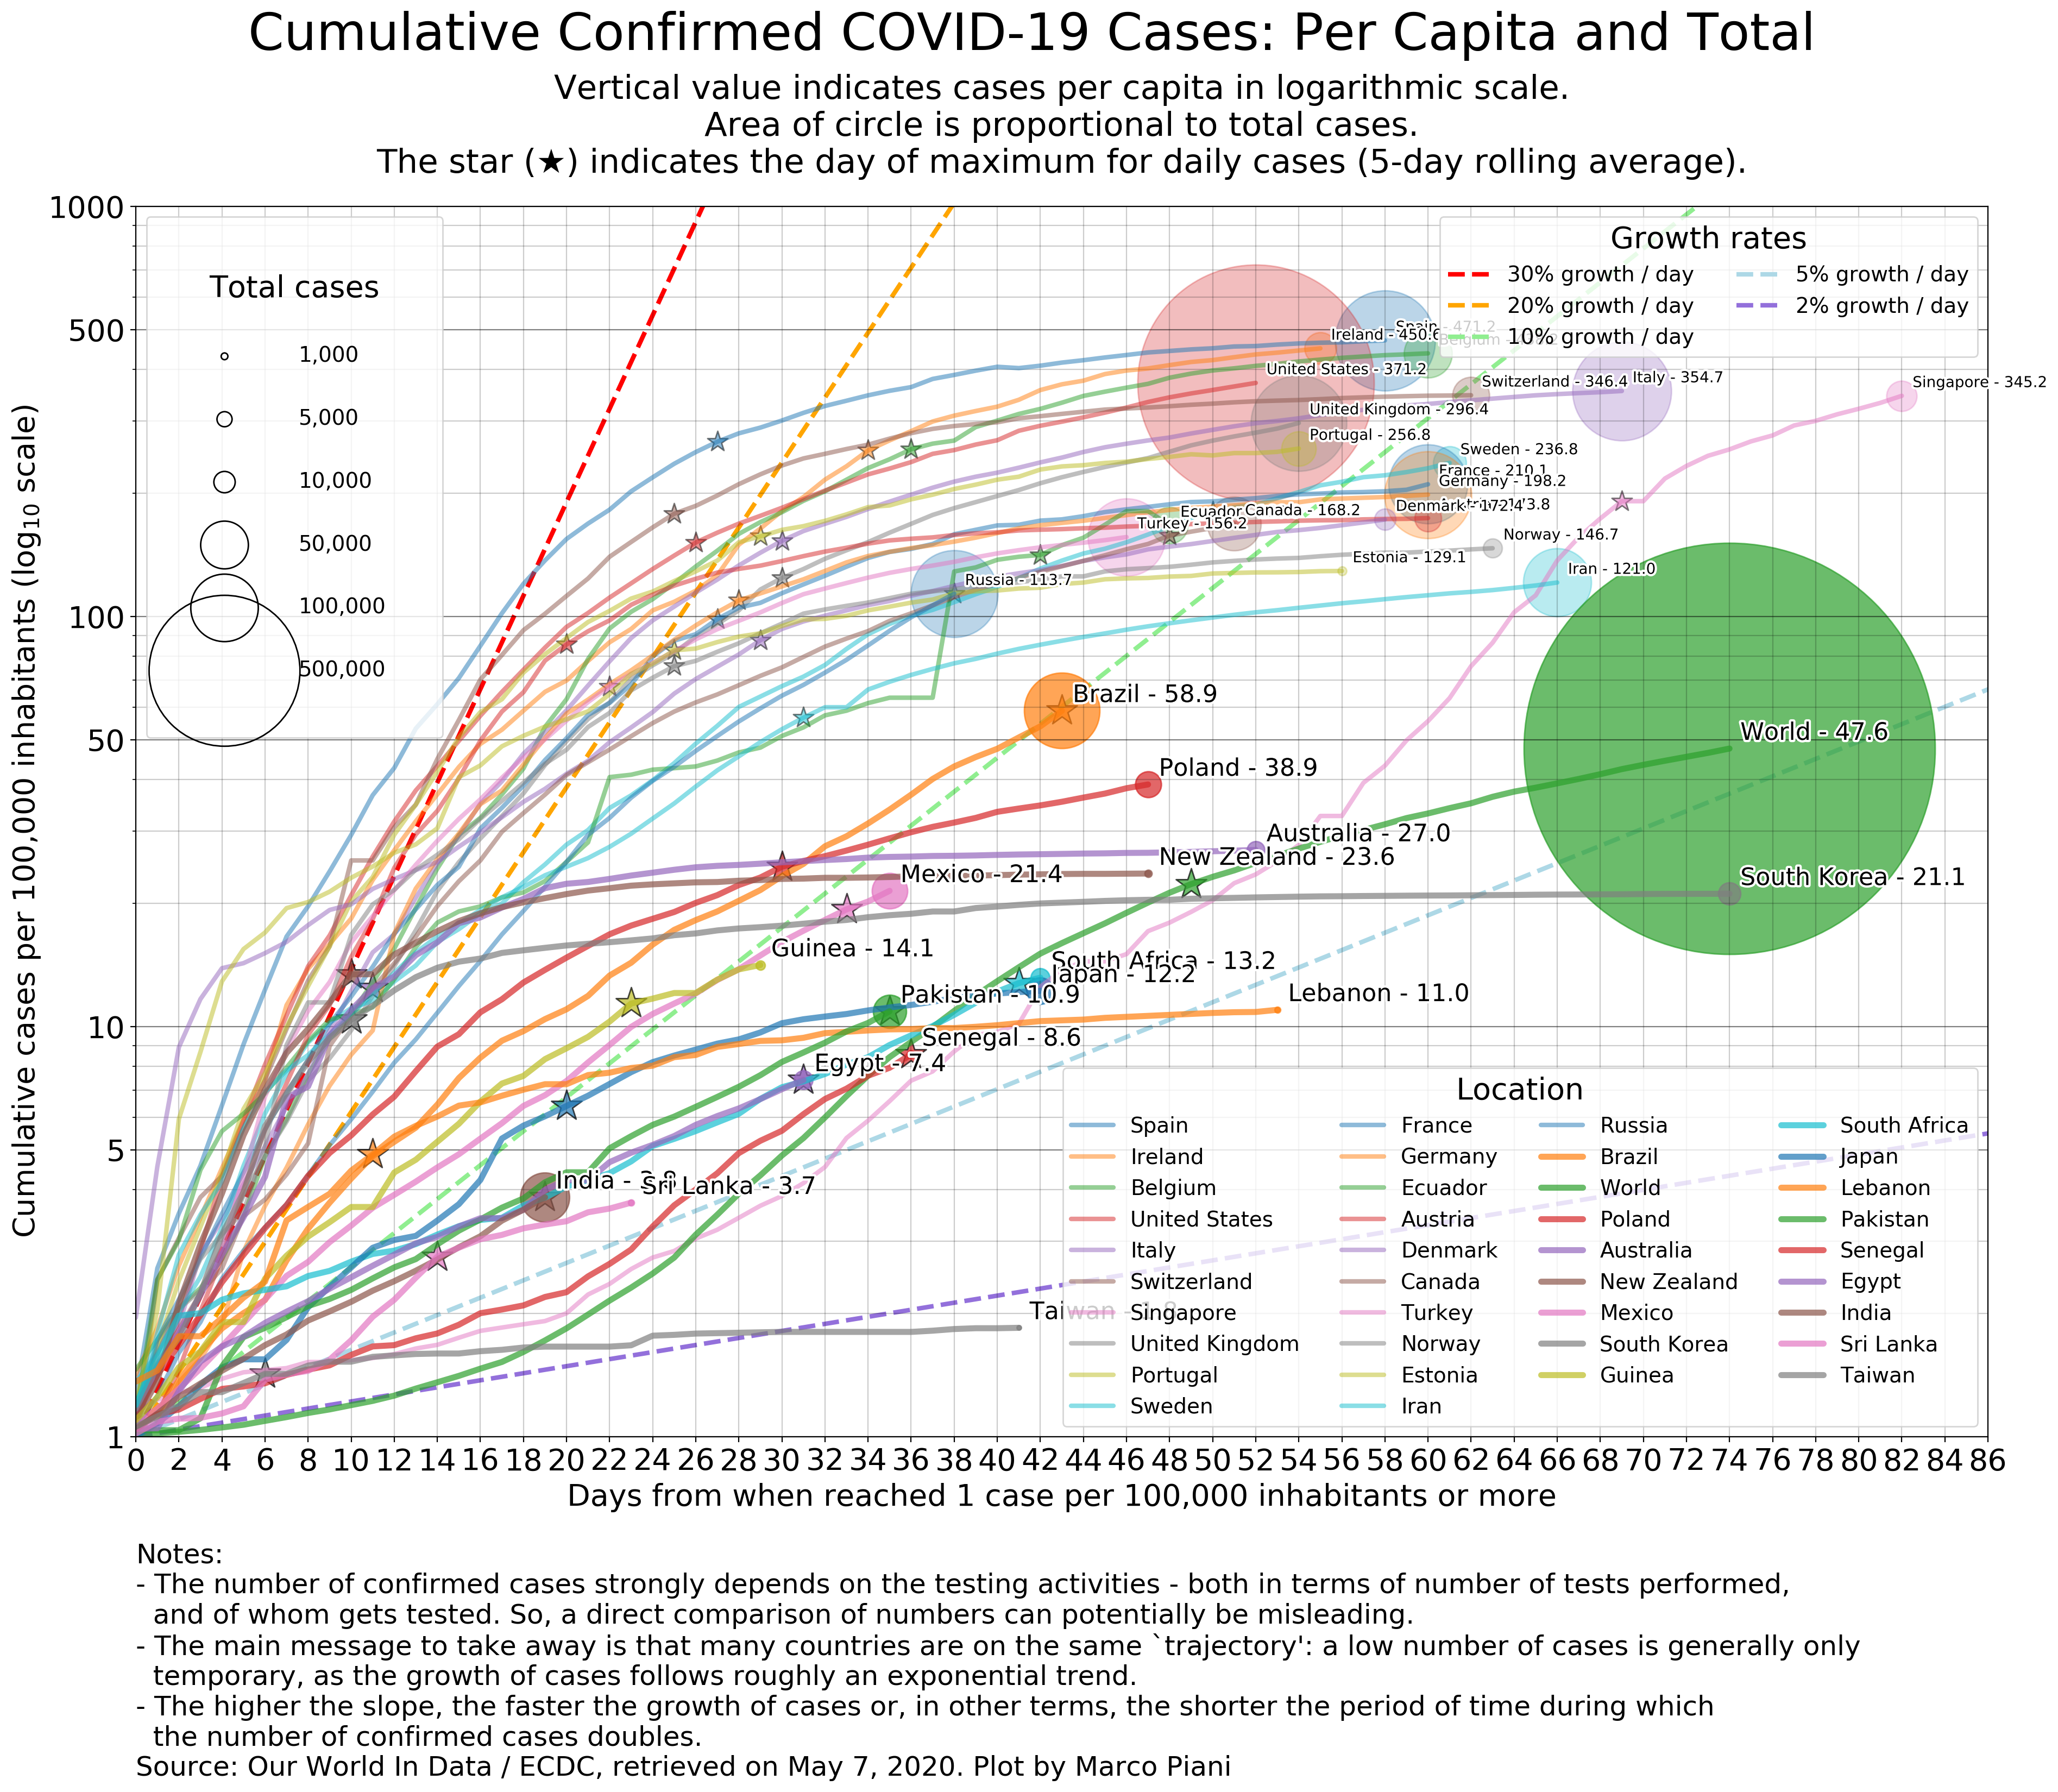 Cumulative Confirmed COVID-19 Cases: Per Capita and Total
Vertical value indicates cases per capita in logarithmic scale.
Area of circle is proportional to total cases.
The star (★) indicates the day of maximum for daily cases (5-day rolling average).
Cumulative cases per 100,000 inhabitants (log₁₀ scale)
1000
500
100
50
10
5
1
Total cases
1,000
5,000
10,000
50,000
100,000
500,000
Growth rates
30% growth / day
20% growth / day
10% growth / day
5% growth / day
2% growth / day
Spain - 471.2
Ireland - 450.6
Belgium
United States - 371.2
Switzerland - 346.4
Italy - 354.7
Singapore - 345.2
United Kingdom - 296.4
Portugal - 256.8
Sweden - 236.8
France - 210.1
Germany - 198.2
Denmark - 172.4
Ecuador
Canada - 168.2
Turkey - 156.2
Norway - 146.7
Estonia - 129.1
Iran - 121.0
Russia - 113.7
Brazil - 58.9
World - 47.6
Poland - 38.9
Australia - 27.0
New Zealand - 23.6
Mexico - 21.4
South Korea - 21.1
Guinea - 14.1
South Africa - 13.2
Japan - 12.2
Pakistan - 10.9
Lebanon - 11.0
Senegal - 8.6
Egypt - 7.4
India - 3.8
Sri Lanka - 3.7
Taiwan
Location
Spain
Ireland
Belgium
United States
Italy
Switzerland
Singapore
United Kingdom
Portugal
Sweden
France
Germany
Ecuador
Austria
Denmark
Canada
Turkey
Norway
Estonia
Iran
Russia
Brazil
World
Poland
Australia
New Zealand
Mexico
South Korea
Guinea
South Africa
Japan
Lebanon
Pakistan
Senegal
Egypt
India
Sri Lanka
Taiwan
0 2 4 6 8 10 12 14 16 18 20 22 24 26 28 30 32 34 36 38 40 42 44 46 48 50 52 54 56 58 60 62 64 66 68 70 72 74 76 78 80 82 84 86
Days from when reached 1 case per 100,000 inhabitants or more
Notes:
- The number of confirmed cases strongly depends on the testing activities - both in terms of number of tests performed,
and of whom gets tested. So, a direct comparison of numbers can potentially be misleading.
- The main message to take away is that many countries are on the same `trajectory': a low number of cases is generally only
temporary, as the growth of cases follows roughly an exponential trend.
- The higher the slope, the faster the growth of cases or, in other terms, the shorter the period of time during which
the number of confirmed cases doubles.
Source: Our World In Data / ECDC, retrieved on May 7, 2020. Plot by Marco Piani